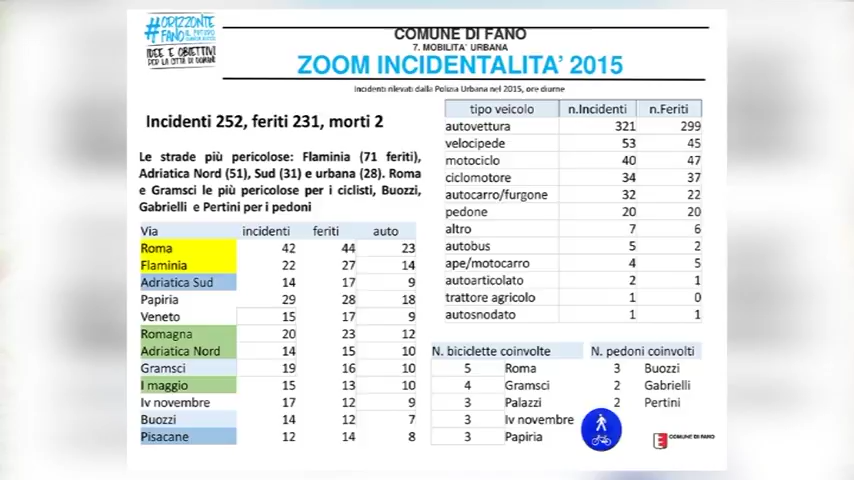 #ORIZZONTE
FANO IL FUTURO
IDEE E OBIETTIVI
PER LA CITTÀ DI DOMANI
COMUNE DI FANO
7. MOBILITA' URBANA
ZOOM INCIDENTALITA' 2015
Incidenti rilevati dalla Polizia Urbana nel 2015, ore diurne
Incidenti 252, feriti 231, morti 2
Le strade più pericolose: Flaminia (71 feriti),
Adriatica Nord (51), Sud (31) e urbana (28). Roma
e Gramsci le più pericolose per i ciclisti, Buozzi,
Gabrielli e Pertini per i pedoni
Via incidenti feriti auto
Roma 42 44 23
Flaminia 22 27 14
Adriatica Sud 14 17 9
Papiria 29 28 18
Veneto 15 17 9
Romagna 20 23 12
Adriatica Nord 14 15 10
Gramsci 19 16 10
I maggio 15 13 10
Iv novembre 17 12 9
Buozzi 14 12 7
Pisacane 12 14 8
tipo veicolo n.Incidenti n.Feriti
autovettura 321 299
velocipede 53 45
motociclo 40 47
ciclomotore 34 37
autocarro/furgone 32 22
pedone 20 20
altro 7 6
autobus 5 2
ape/motocarro 4 5
autoarticolato 2 1
trattore agricolo 1 0
autosnodato 1 1
N. biciclette coinvolte
5 Roma
4 Gramsci
3 Palazzi
3 Iv novembre
3 Papiria
N. pedoni coinvolti
3 Buozzi
2 Gabrielli
2 Pertini
COMUNE DI FANO